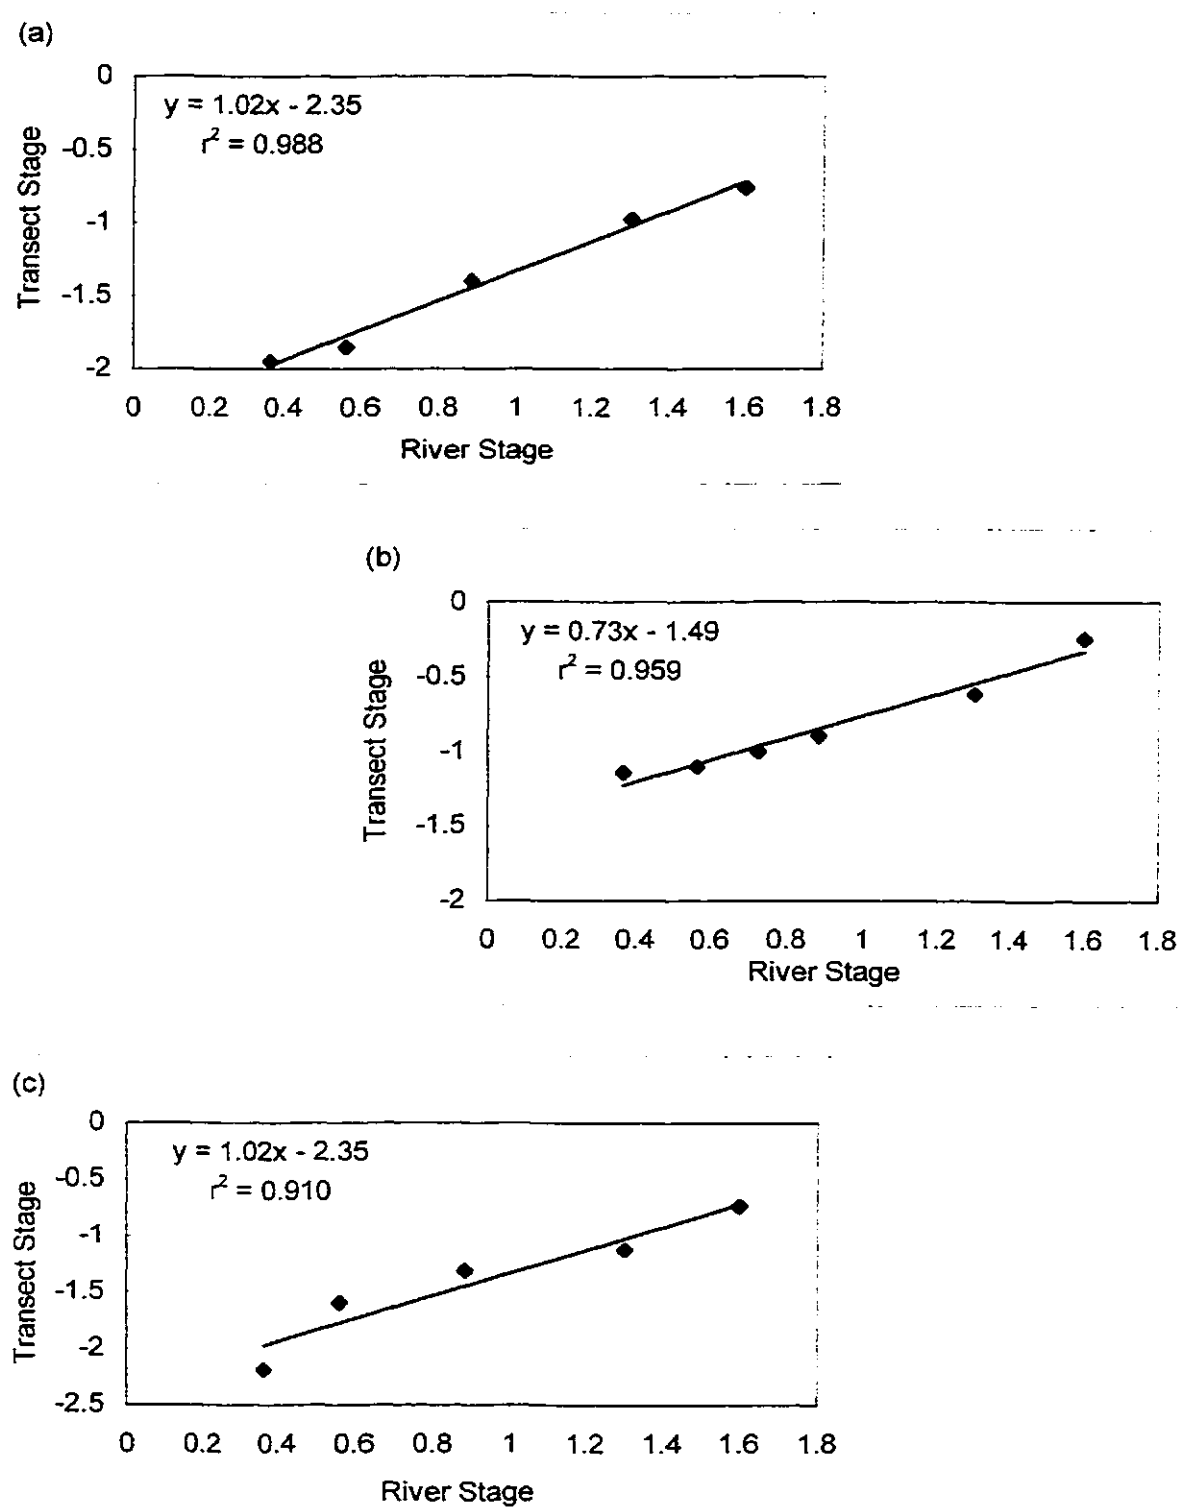 (a)
0
y = 1.02x - 2.35
r² = 0.988
-0.5
-1
-1.5
-2
Transect Stage
0 0.2 0.4 0.6 0.8 1 1.2 1.4 1.6 1.8
River Stage
(b)
0
y = 0.73x - 1.49
r² = 0.959
-0.5
-1
-1.5
-2
Transect Stage
0 0.2 0.4 0.6 0.8 1 1.2 1.4 1.6 1.8
River Stage
(c)
0
y = 1.02x - 2.35
r² = 0.910
-0.5
-1
-1.5
-2
-2.5
Transect Stage
0 0.2 0.4 0.6 0.8 1 1.2 1.4 1.6 1.8
River Stage